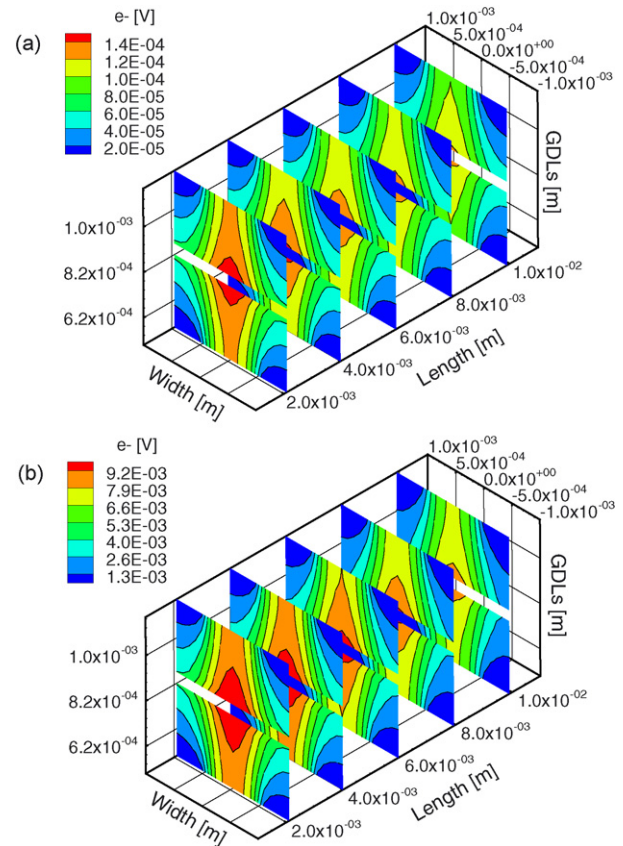 (a)
e- [V]
1.4E-04
1.2E-04
1.0E-04
8.0E-05
6.0E-05
4.0E-05
2.0E-05
1.0x10⁻⁰³
5.0x10⁻⁰⁴
0.0x10⁺⁰⁰
-5.0x10⁻⁰⁴
-1.0x10⁻⁰³
GDLs [m]
1.0x10⁻⁰³
8.2x10⁻⁰⁴
6.2x10⁻⁰⁴
1.0x10⁻⁰²
8.0x10⁻⁰³
6.0x10⁻⁰³
4.0x10⁻⁰³
2.0x10⁻⁰³
Length [m]
Width [m]
(b)
e- [V]
9.2E-03
7.9E-03
6.6E-03
5.3E-03
4.0E-03
2.6E-03
1.3E-03
1.0x10⁻⁰³
5.0x10⁻⁰⁴
0.0x10⁺⁰⁰
-5.0x10⁻⁰⁴
-1.0x10⁻⁰³
GDLs [m]
1.0x10⁻⁰³
8.2x10⁻⁰⁴
6.2x10⁻⁰⁴
1.0x10⁻⁰²
8.0x10⁻⁰³
6.0x10⁻⁰³
4.0x10⁻⁰³
2.0x10⁻⁰³
Length [m]
Width [m]